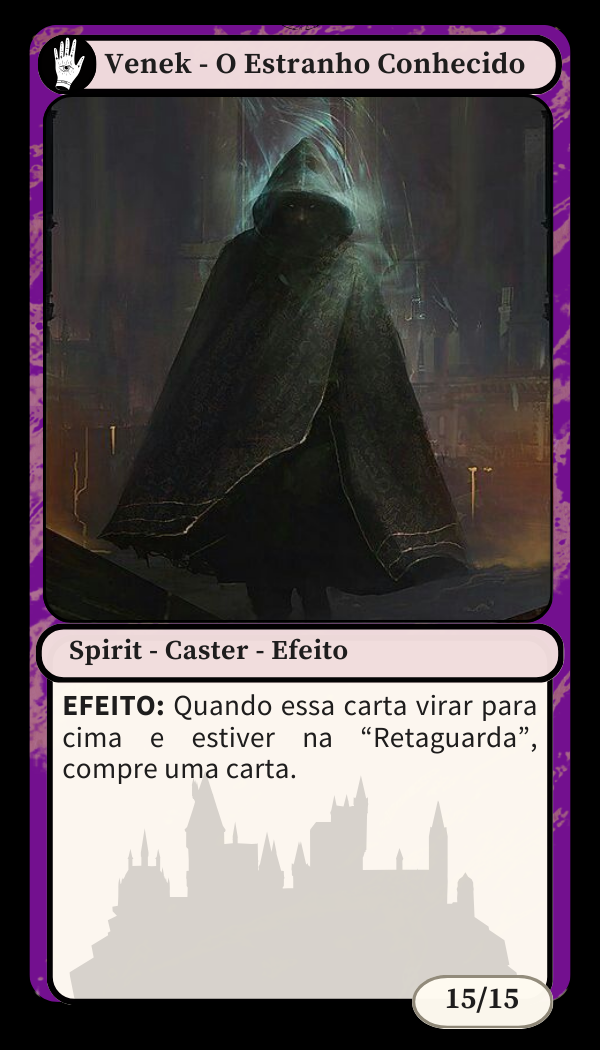 Venek - O Estranho Conhecido
Spirit - Caster - Efeito
EFEITO: Quando essa carta virar para
cima e estiver na “Retaguarda”,
compre uma carta.
15/15